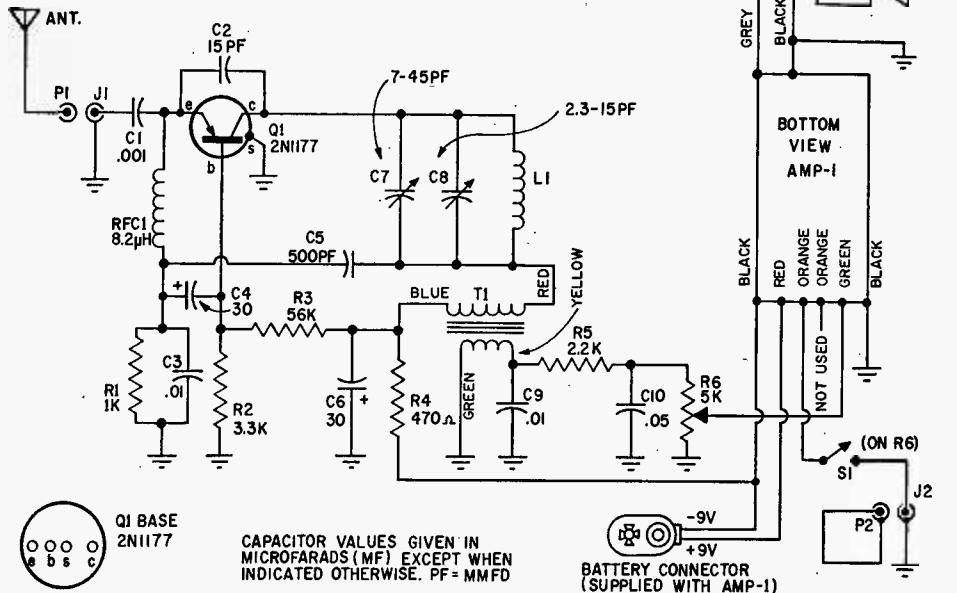 ANT.
P1
J1
C1
.001
C2
15PF
e
c
b
s
Q1
2N1177
7-45PF
2.3-15PF
C7
C8
L1
RFC1
8.2µH
C5
500PF
+
C4
30
R3
56K
BLUE
T1
RED
YELLOW
R1
1K
C3
.01
R2
3.3K
C6
30
+
R4
470Ω
GREEN
R5
2.2K
C9
.01
C10
.05
R6
5K
GREY
BLACK
BOTTOM
VIEW
AMP-1
BLACK
RED
ORANGE
ORANGE
GREEN
BLACK
NOT USED
(ON R6)
S1
J2
P2
-9V
+9V
BATTERY CONNECTOR
(SUPPLIED WITH AMP-1)
Q1 BASE
2N1177
e b s c
CAPACITOR VALUES GIVEN IN
MICROFARADS (MF) EXCEPT WHEN
INDICATED OTHERWISE. PF = MMFD